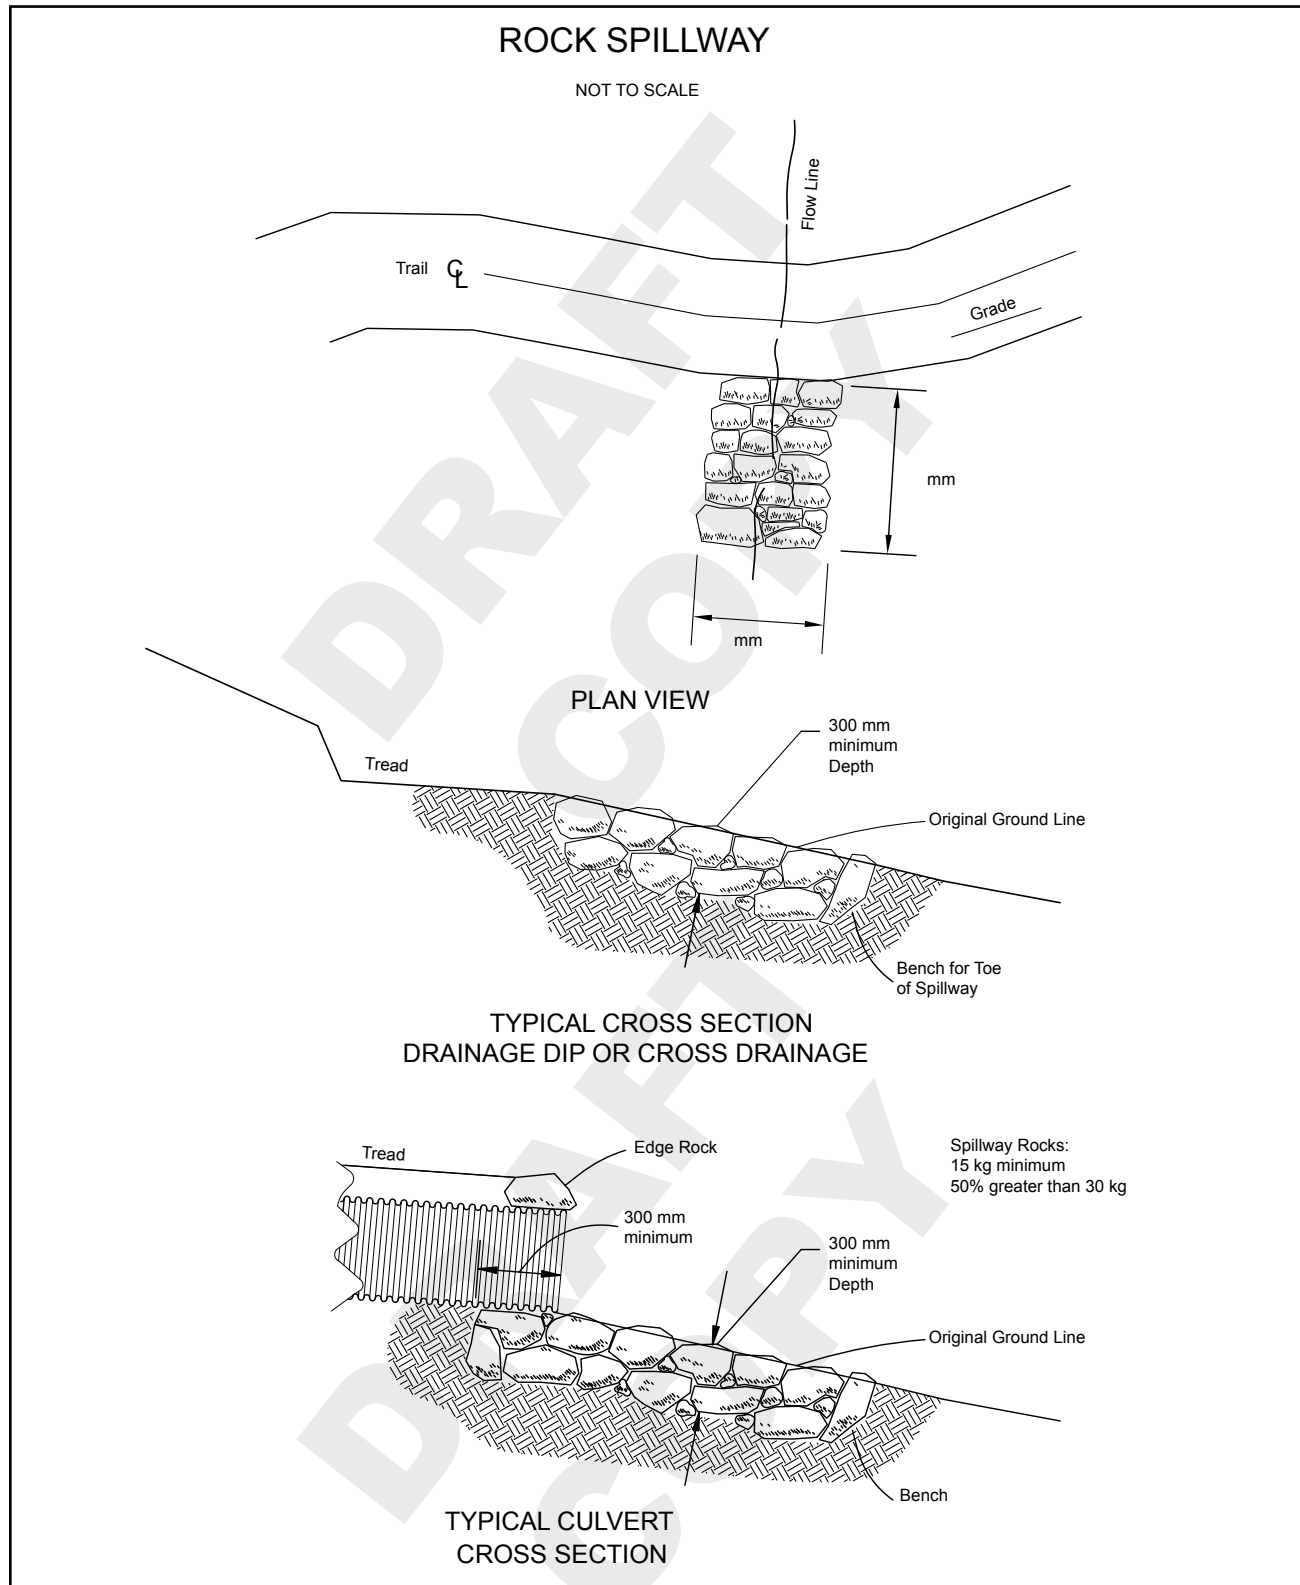 ROCK SPILLWAY
NOT TO SCALE
Flow Line
Trail CL
Grade
mm
mm
PLAN VIEW
300 mm
minimum
Depth
Tread
Original Ground Line
Bench for Toe
of Spillway
TYPICAL CROSS SECTION
DRAINAGE DIP OR CROSS DRAINAGE
Tread
Edge Rock
Spillway Rocks:
15 kg minimum
50% greater than 30 kg
300 mm
minimum
300 mm
minimum
Depth
Original Ground Line
Bench
TYPICAL CULVERT
CROSS SECTION
DRAFT
COPY
DRAFT
COPY